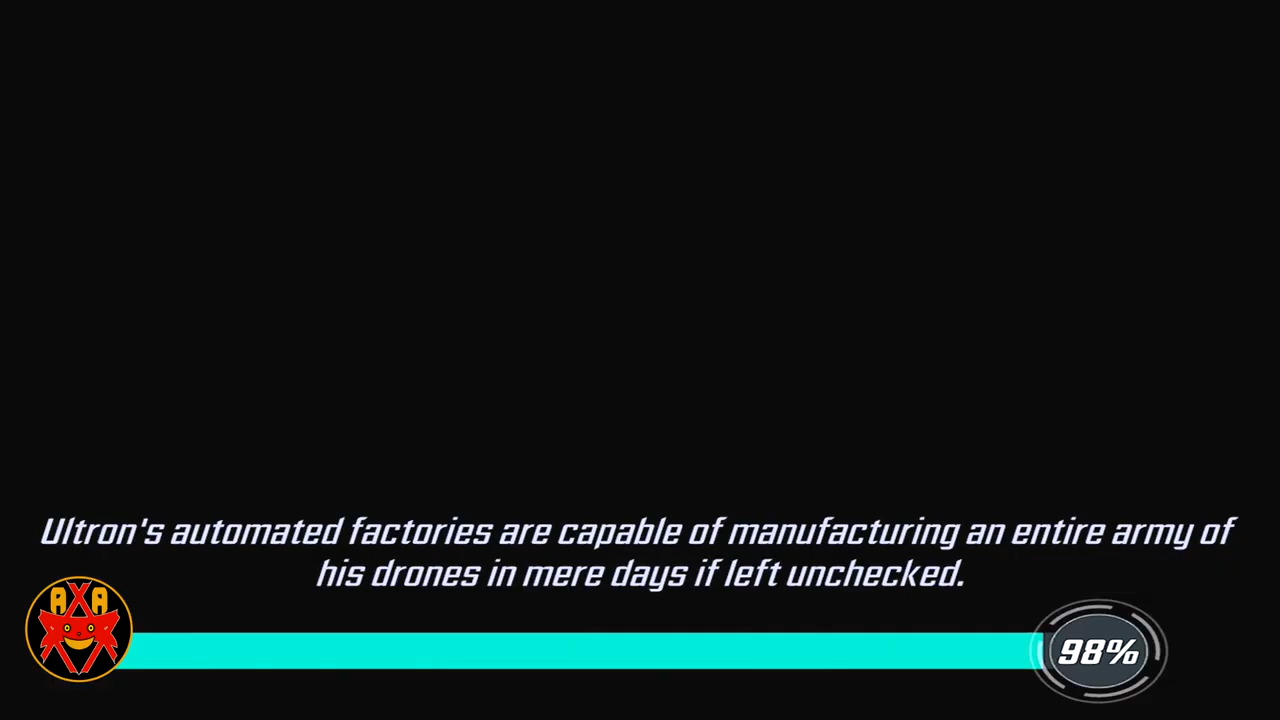 Ultron's automated factories are capable of manufacturing an entire army of
his drones in mere days if left unchecked.
AXA
98%